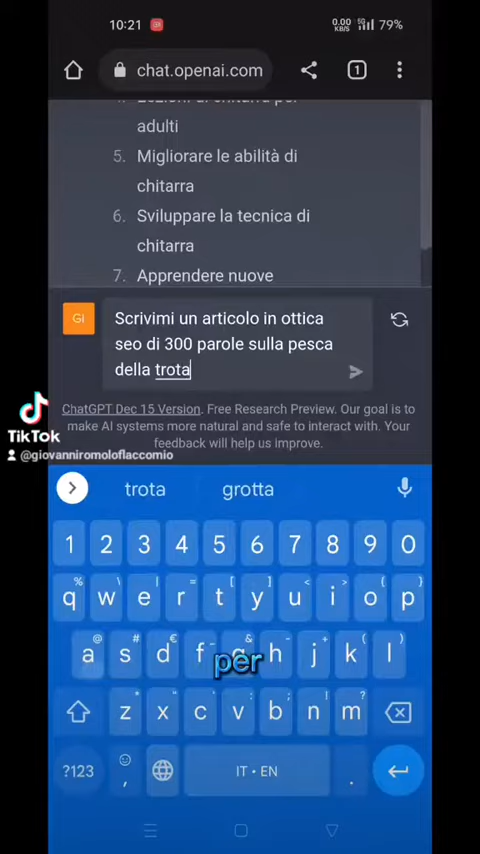 10:21
GI
0.00
KB/S
5G
79%
chat.openai.com
1
adulti
5. Migliorare le abilità di
chitarra
6. Sviluppare la tecnica di
chitarra
7. Apprendere nuove
GI
Scrivimi un articolo in ottica
seo di 300 parole sulla pesca
della trota
ChatGPT Dec 15 Version. Free Research Preview. Our goal is to
make AI systems more natural and safe to interact with. Your
feedback will help us improve.
TikTok
@giovanniromoloflaccomio
trota grotta
1 2 3 4 5 6 7 8 9 0
% \ | = [ ] < > { }
q w e r t y u i o p
@ # € _ & - + ( )
a s d f g h j k l
per
* " ' : ; ! ?
z x c v b n m
?123 , IT • EN .